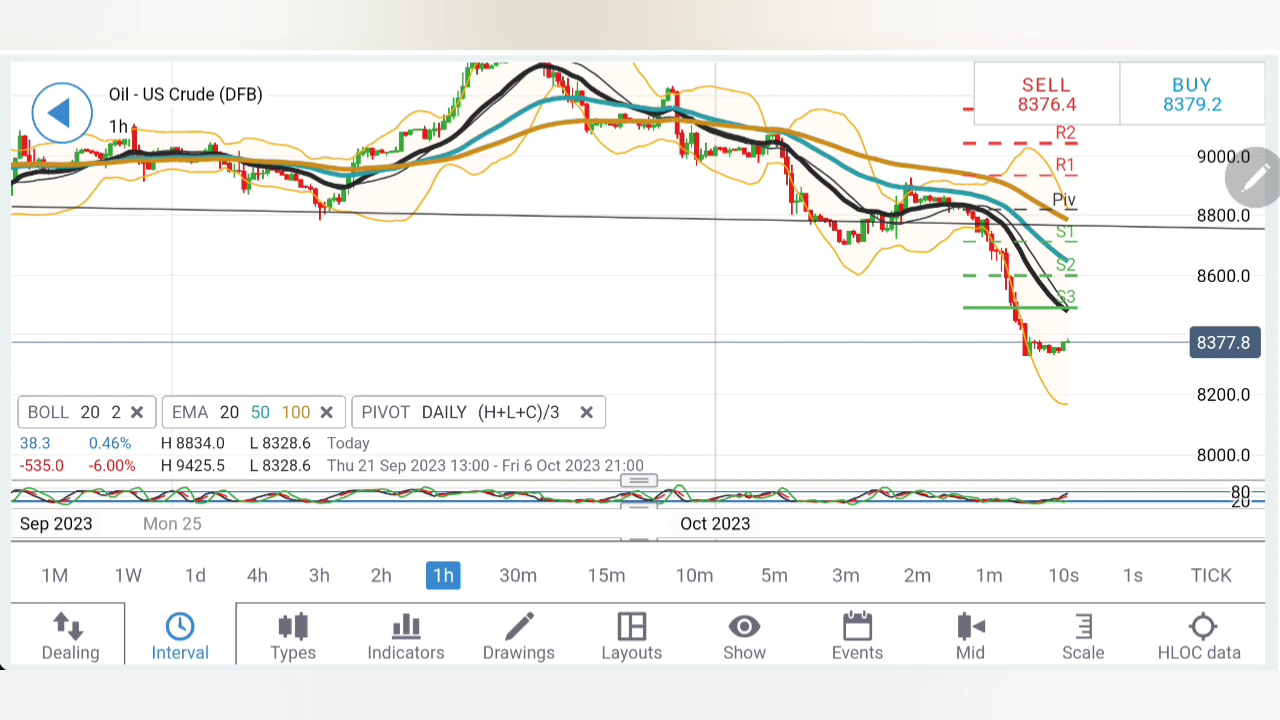 Oil - US Crude (DFB)
1h
SELL
8376.4
BUY
8379.2
R2
R1
Piv
S1
S2
S3
9000.0
8800.0
8600.0
8377.8
8200.0
8000.0
BOLL 20 2 EMA 20 50 100 PIVOT DAILY (H+L+C)/3
38.3 0.46% H 8834.0 L 8328.6 Today
-535.0 -6.00% H 9425.5 L 8328.6 Thu 21 Sep 2023 13:00 - Fri 6 Oct 2023 21:00
80
20
Sep 2023 Mon 25 Oct 2023
1M 1W 1d 4h 3h 2h 1h 30m 15m 10m 5m 3m 2m 1m 10s 1s TICK
Dealing Interval Types Indicators Drawings Layouts Show Events Mid Scale HLOC data